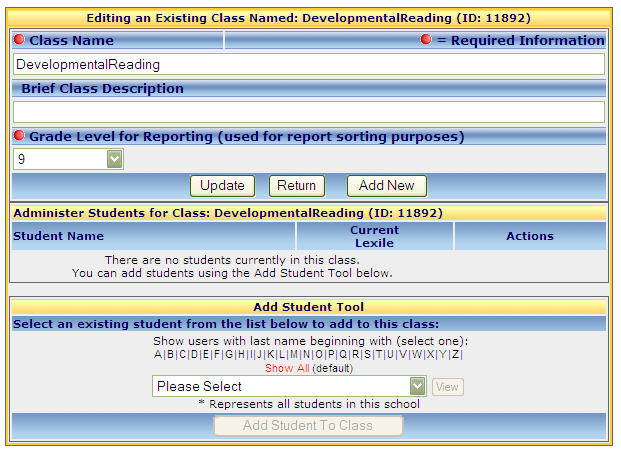 Editing an Existing Class Named: DevelopmentalReading (ID: 11892)
Class Name = Required Information
DevelopmentalReading
Brief Class Description
Grade Level for Reporting (used for report sorting purposes)
9
Update Return Add New
Administer Students for Class: DevelopmentalReading (ID: 11892)
Student Name Current Lexile Actions
There are no students currently in this class.
You can add students using the Add Student Tool below.
Add Student Tool
Select an existing student from the list below to add to this class:
Show users with last name beginning with (select one):
A|B|C|D|E|F|G|H|I|J|K|L|M|N|O|P|Q|R|S|T|U|V|W|X|Y|Z|
Show All (default)
Please Select View
* Represents all students in this school
Add Student To Class